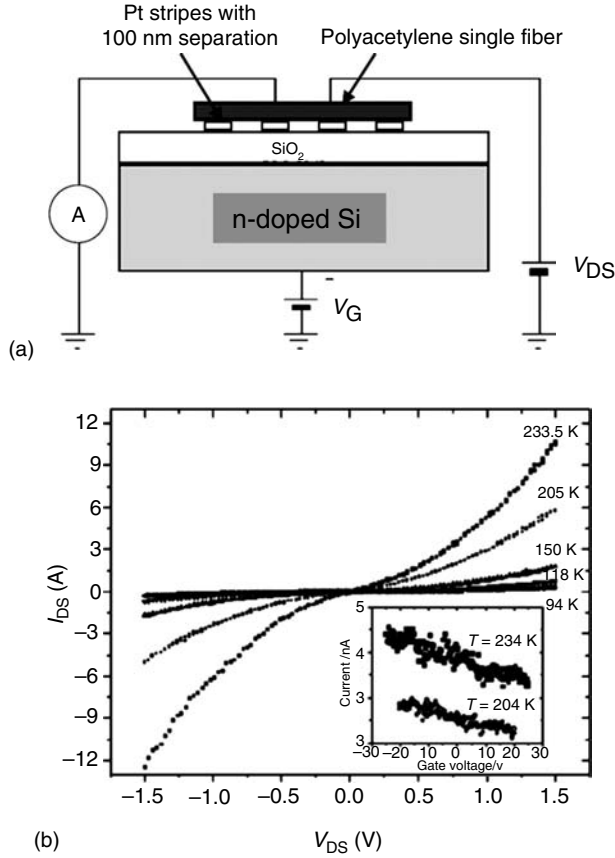 Pt stripes with
100 nm separation
Polyacetylene single fiber
SiO2
A
n-doped Si
VDS
VG
-
(a)
12
9
6
3
0
−3
−6
−9
−12
IDS (A)
233.5 K
205 K
150 K
118 K
94 K
5
4
3
3
Current /nA
T = 234 K
T = 204 K
−30 −20 −10 0 10 20 30
Gate voltage/v
−1.5 −1.0 −0.5 0.0 0.5 1.0 1.5
(b)
VDS (V)